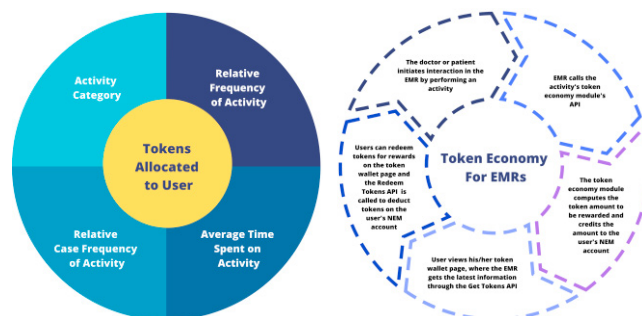 Activity
Category
Relative
Frequency
of Activity
Tokens
Allocated
to User
Relative
Case Frequency
of Activity
Average Time
Spent on
Activity
The doctor or patient
initiates interaction in the
EMR by performing an
activity
EMR calls the
activity's token
economy module's
API
The token
economy module
computes the
token amount to
be rewarded and
credits the
amount to the
user's NEM
account
User views his/her token
wallet page, where the EMR
gets the latest information
through the Get Tokens API
Users can redeem
tokens for rewards
on the token
wallet page and
the Redeem
Tokens API is
called to deduct
tokens on the
user's NEM
account
Token Economy
For EMRs